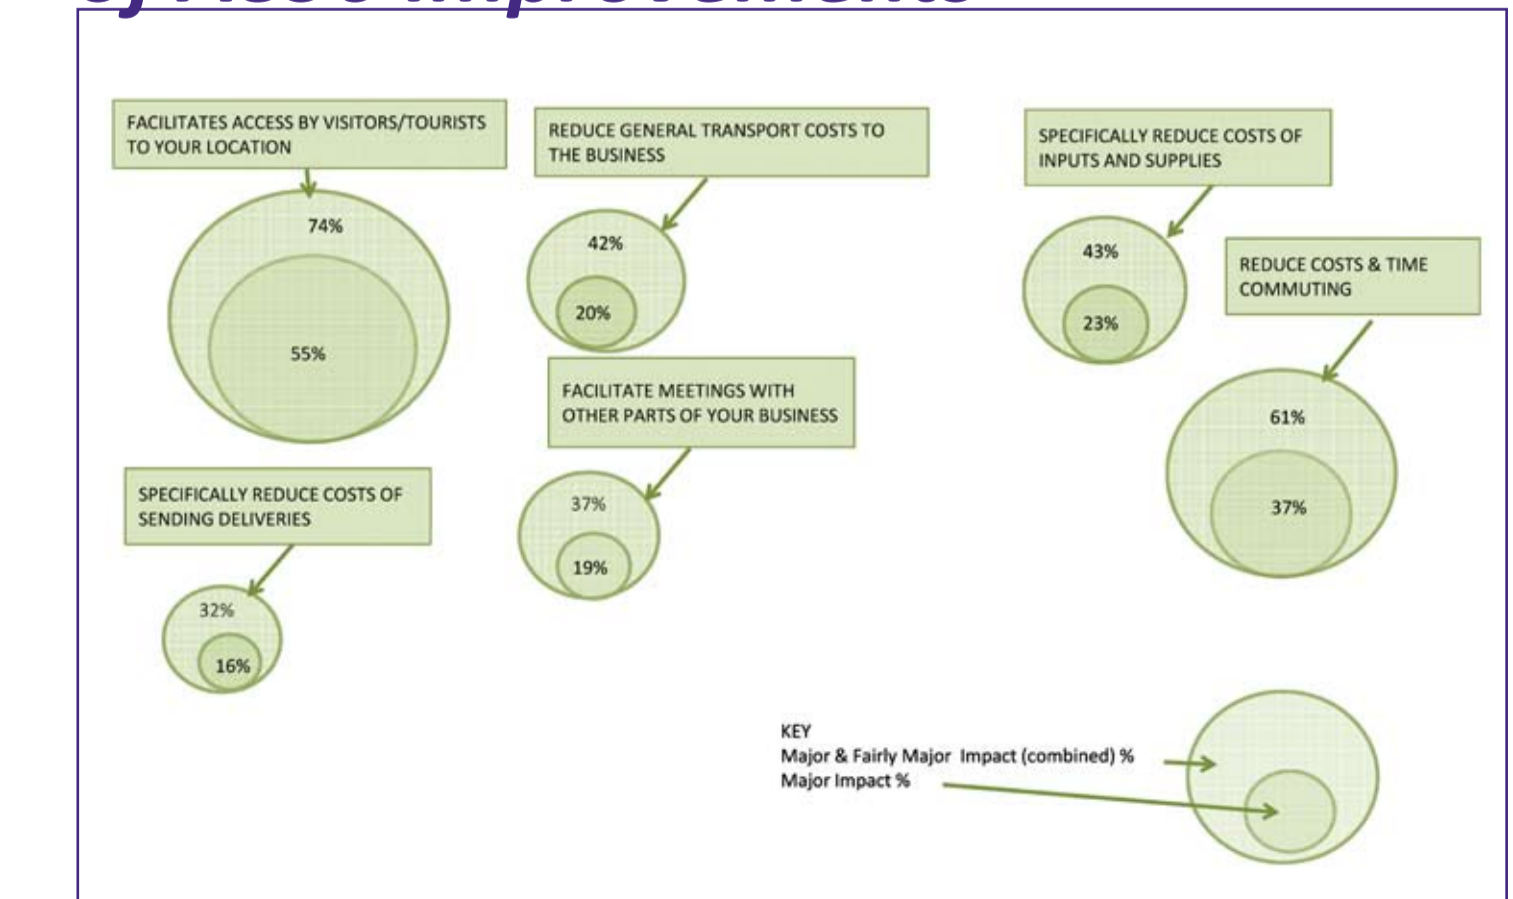 FACILITATES ACCESS BY VISITORS/TOURISTS
TO YOUR LOCATION
74%
55%
REDUCE GENERAL TRANSPORT COSTS TO
THE BUSINESS
42%
20%
SPECIFICALLY REDUCE COSTS OF
INPUTS AND SUPPLIES
43%
23%
REDUCE COSTS & TIME
COMMUTING
61%
37%
FACILITATE MEETINGS WITH
OTHER PARTS OF YOUR BUSINESS
37%
19%
SPECIFICALLY REDUCE COSTS OF
SENDING DELIVERIES
32%
16%
KEY
Major & Fairly Major Impact (combined) %
Major Impact %